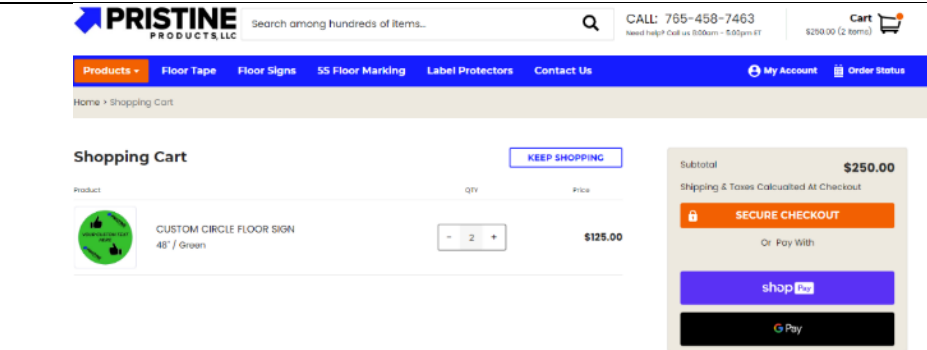 PRISTINE
PRODUCTS, LLC
Search among hundreds of items...
CALL: 765-458-7463
Need help? Call us 8:00am - 5:00pm ET
Cart
$250.00 (2 items)
Products
Floor Tape
Floor Signs
5S Floor Marking
Label Protectors
Contact Us
My Account
Order Status
Home > Shopping Cart
Shopping Cart
KEEP SHOPPING
Product
QTY
Price
CUSTOM CIRCLE FLOOR SIGN
48" / Green
- 2 +
$125.00
Subtotal
$250.00
Shipping & Taxes Calcualted At Checkout
SECURE CHECKOUT
Or Pay With
shop Pay
G Pay